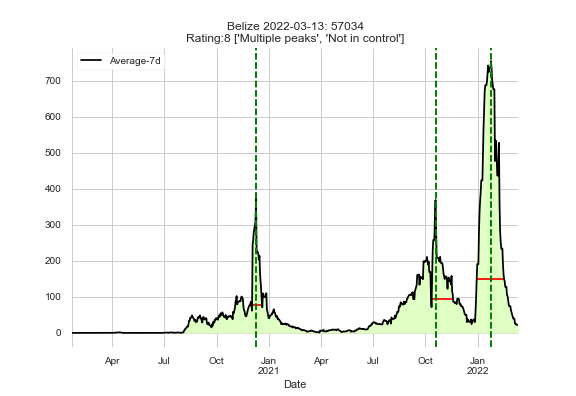 Belize 2022-03-13: 57034
Rating:8 ['Multiple peaks', 'Not in control']
Average-7d
700
600
500
400
300
200
100
0
Apr Jul Oct Jan Apr Jul Oct Jan
2021 2022
Date